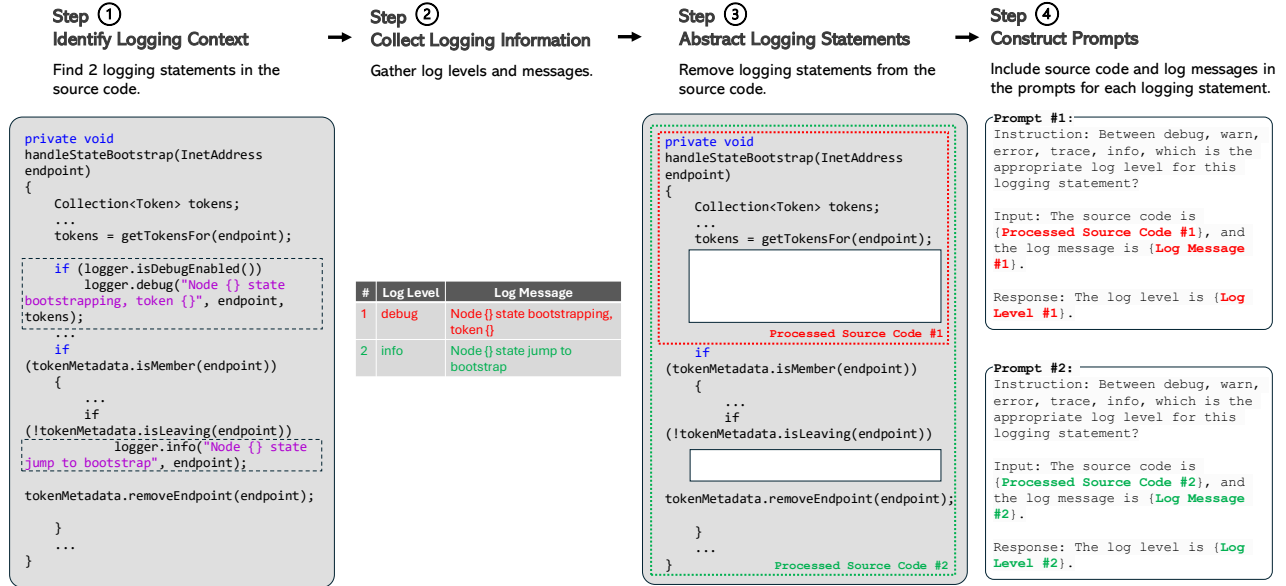 Step ①
Identify Logging Context
Find 2 logging statements in the
source code.
Step ②
Collect Logging Information
Gather log levels and messages.
Step ③
Abstract Logging Statements
Remove logging statements from the
source code.
Step ④
Construct Prompts
Include source code and log messages in
the prompts for each logging statement.
private void
handleStateBootstrap(InetAddress
endpoint)
{
Collection<Token> tokens;
...
tokens = getTokensFor(endpoint);
if (logger.isDebugEnabled())
logger.debug("Node {} state
bootstrapping, token {}", endpoint,
tokens);
...
if
(tokenMetadata.isMember(endpoint))
{
...
if
(!tokenMetadata.isLeaving(endpoint))
logger.info("Node {} state
jump to bootstrap", endpoint);
tokenMetadata.removeEndpoint(endpoint);
}
...
}
# Log Level Log Message
1 debug Node {} state bootstrapping,
token {}
2 info Node {} state jump to
bootstrap
private void
handleStateBootstrap(InetAddress
endpoint)
{
Collection<Token> tokens;
...
tokens = getTokensFor(endpoint);
Processed Source Code #1
if
(tokenMetadata.isMember(endpoint))
{
...
if
(!tokenMetadata.isLeaving(endpoint))
tokenMetadata.removeEndpoint(endpoint);
}
...
}
Processed Source Code #2
Prompt #1:
Instruction: Between debug, warn,
error, trace, info, which is the
appropriate log level for this
logging statement?
Input: The source code is
{Processed Source Code #1}, and
the log message is {Log Message
#1}.
Response: The log level is {Log
Level #1}.
Prompt #2:
Instruction: Between debug, warn,
error, trace, info, which is the
appropriate log level for this
logging statement?
Input: The source code is
{Processed Source Code #2}, and
the log message is {Log Message
#2}.
Response: The log level is {Log
Level #2}.